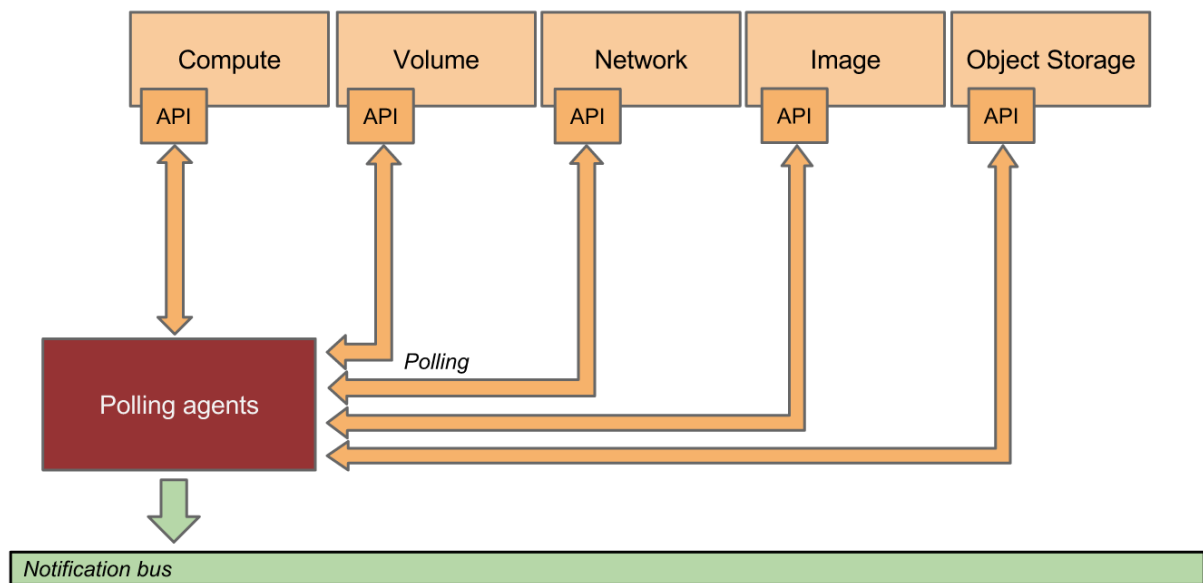 Compute
Volume
Network
Image
Object Storage
API
API
API
API
API
Polling
Polling agents
Notification bus